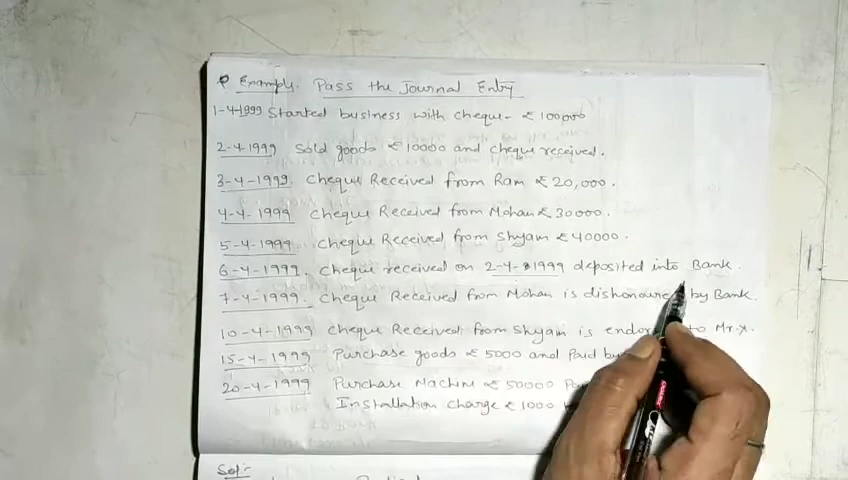 Example. Pass the Journal Entry
1-4-1999 Started business with cheque - ₹ 100000
2-4-1999 Sold goods ₹ 10000 and cheque received.
3-4-1999. Cheque Received from Ram ₹ 20,000.
4-4-1999 Cheque Received from Mohan ₹ 30000.
5-4-1999 Cheque Received from Shyam ₹ 40000.
6-4-1999. Cheque received on 2-4-1999 deposited into Bank.
7-4-1999. Cheque Received from Mohan is dishonoured by Bank.
10-4-1999 Cheque Received from Shyam is to Mr. X.
15-4-1999 Purchase goods ₹ 5000 and Paid
20-4-1999 Purchase Machine ₹ 50000
Installation charge ₹ 1000
Sol:-